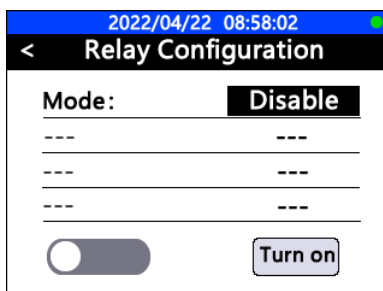 2022/04/22 08:58:02
< Relay Configuration
Mode: Disable
--- ---
--- ---
--- ---
Turn on